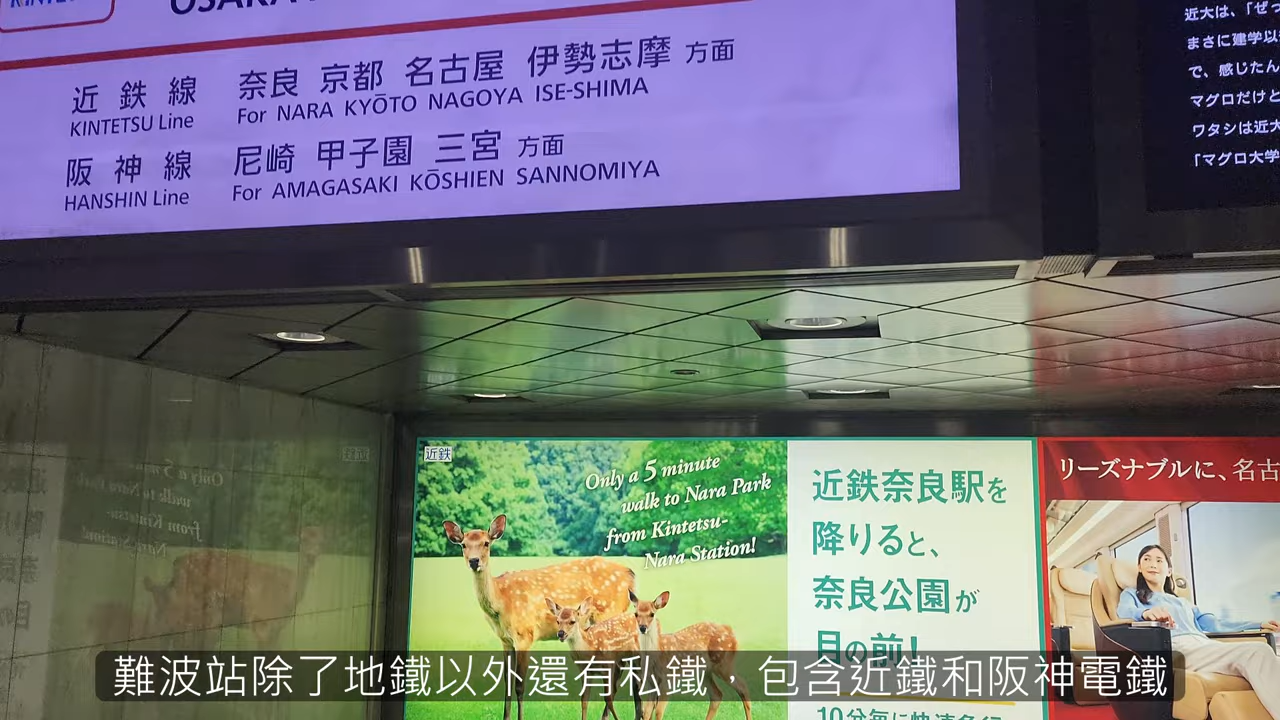 近鉄線 奈良 京都 名古屋 伊勢志摩 方面
KINTETSU Line For NARA KYŌTO NAGOYA ISE-SHIMA
阪神線 尼崎 甲子園 三宮 方面
HANSHIN Line For AMAGASAKI KŌSHIEN SANNOMIYA
近大は、「ぜっ
まさに建学以
で、感じたん
マグロだけと
ワタシは近大
「マグロ大学
近鉄
Only a 5 minute
walk to Nara Park
from Kintetsu-
Nara Station!
近鉄奈良駅を
降りると、
奈良公園が
目の前!
リーズナブルに、名古
難波站除了地鐵以外還有私鐵，包含近鐵和阪神電鐵